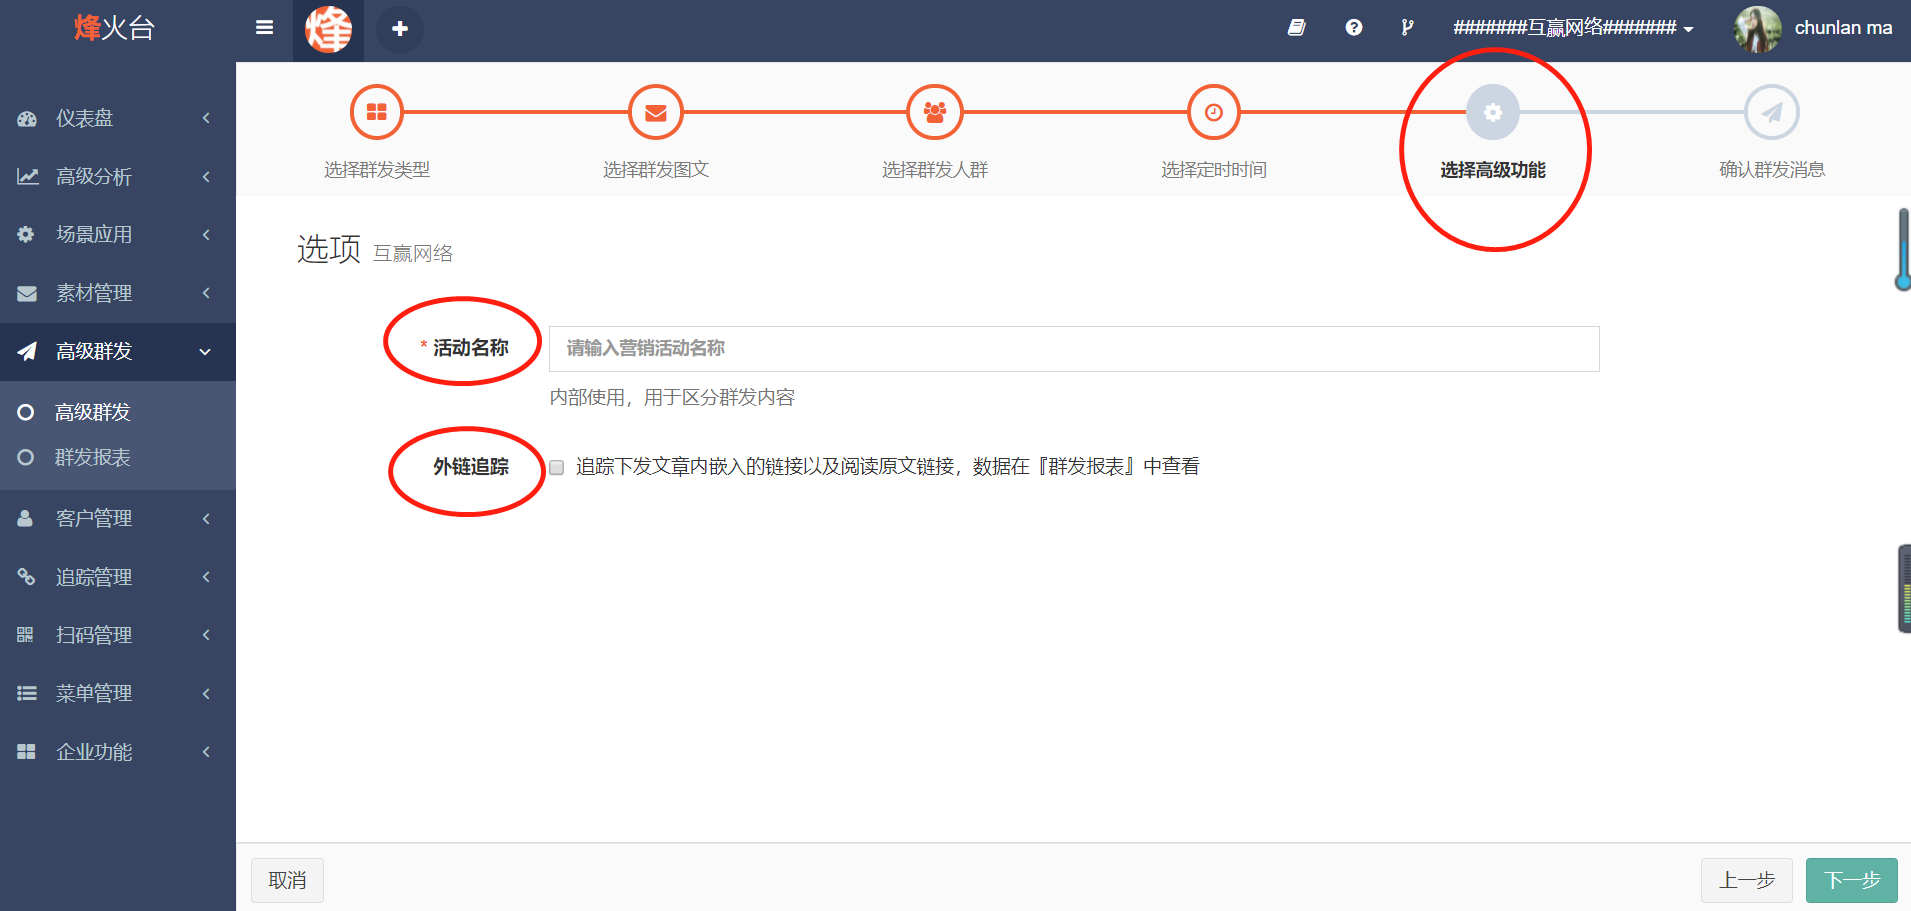 烽火台
烽
#######互赢网络#######
chunlan ma
仪表盘
高级分析
场景应用
素材管理
高级群发
高级群发
群发报表
客户管理
追踪管理
扫码管理
菜单管理
企业功能
选择群发类型
选择群发图文
选择群发人群
选择定时时间
选择高级功能
确认群发消息
选项 互赢网络
* 活动名称
请输入营销活动名称
内部使用，用于区分群发内容
外链追踪
追踪下发文章内嵌入的链接以及阅读原文链接，数据在『群发报表』中查看
取消
上一步
下一步